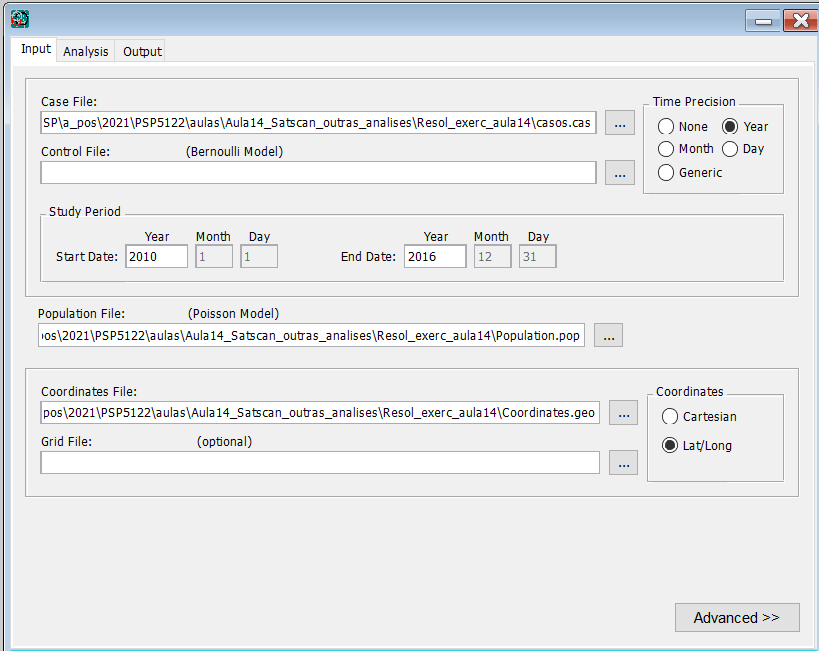 Input Analysis Output
Case File:
SP\a_pos\2021\PSP5122\aulas\Aula14_Satscan_outras_analises\Resol_exerc_aula14\casos.cas ...
Control File: (Bernoulli Model)
...
Time Precision
None Year
Month Day
Generic
Study Period
Year Month Day Year Month Day
Start Date: 2010 1 1 End Date: 2016 12 31
Population File: (Poisson Model)
os\2021\PSP5122\aulas\Aula14_Satscan_outras_analises\Resol_exerc_aula14\Population.pop ...
Coordinates File:
pos\2021\PSP5122\aulas\Aula14_Satscan_outras_analises\Resol_exerc_aula14\Coordinates.geo ...
Grid File: (optional)
...
Coordinates
Cartesian
Lat/Long
Advanced >>